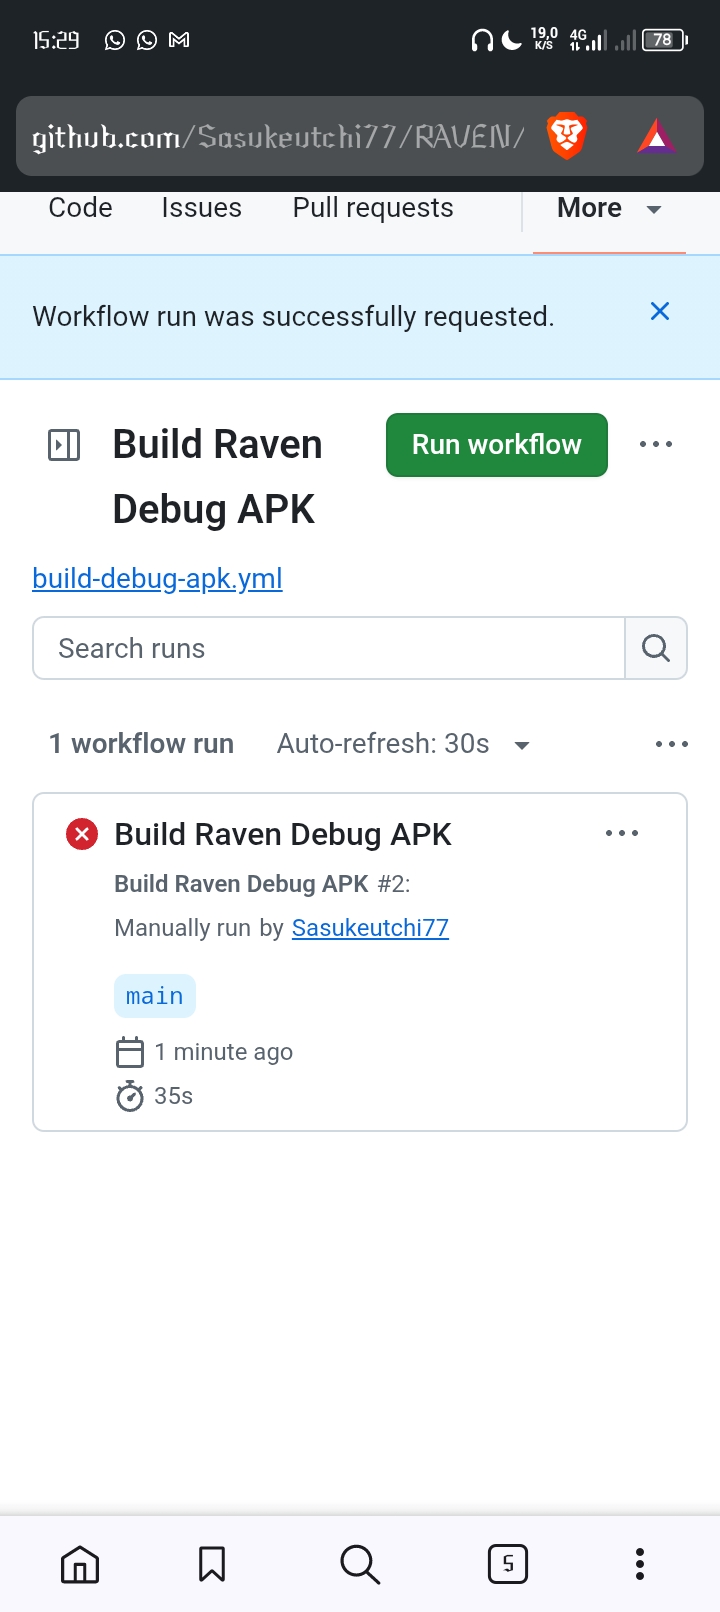 15:29 19,0 K/S 4G 78
github.com/Sasukeutchi77/RAVEN/
Code Issues Pull requests More
Workflow run was successfully requested.
Build Raven Debug APK
Run workflow
build-debug-apk.yml
Search runs
1 workflow run Auto-refresh: 30s
Build Raven Debug APK
Build Raven Debug APK #2:
Manually run by Sasukeutchi77
main
1 minute ago
35s
5